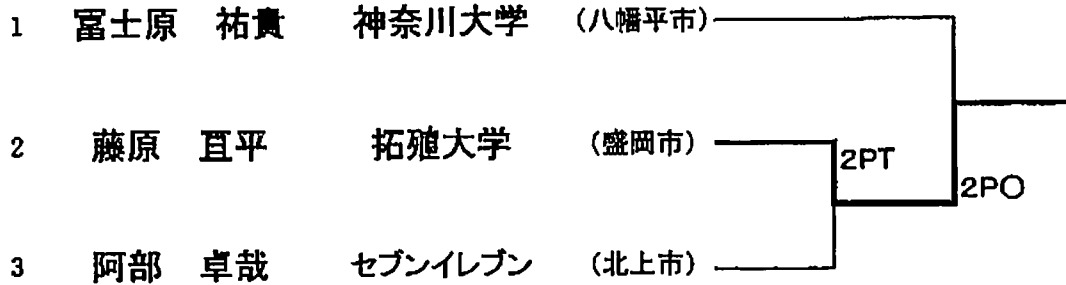 1 冨士原 祐貴 神奈川大学 (八幡平市)
2 藤原 亘平 拓殖大学 (盛岡市)
2PT
2PO
3 阿部 卓哉 セブンイレブン (北上市)